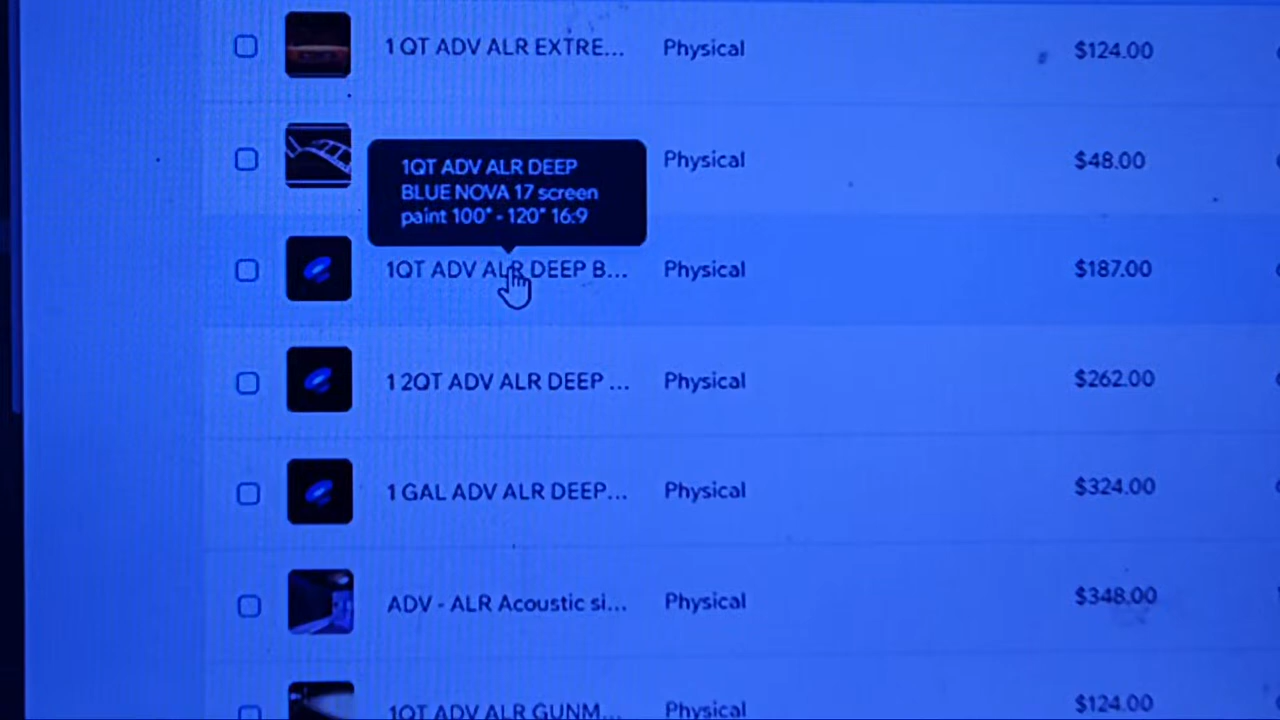 1 QT ADV ALR EXTRE... Physical $124.00
Physical $48.00
1QT ADV ALR DEEP
BLUE NOVA 17 screen
paint 100" - 120" 16:9
1QT ADV ALR DEEP B... Physical $187.00
1 2QT ADV ALR DEEP ... Physical $262.00
1 GAL ADV ALR DEEP... Physical $324.00
ADV - ALR Acoustic si... Physical $348.00
1QT ADV ALR GUNM... Physical $124.00